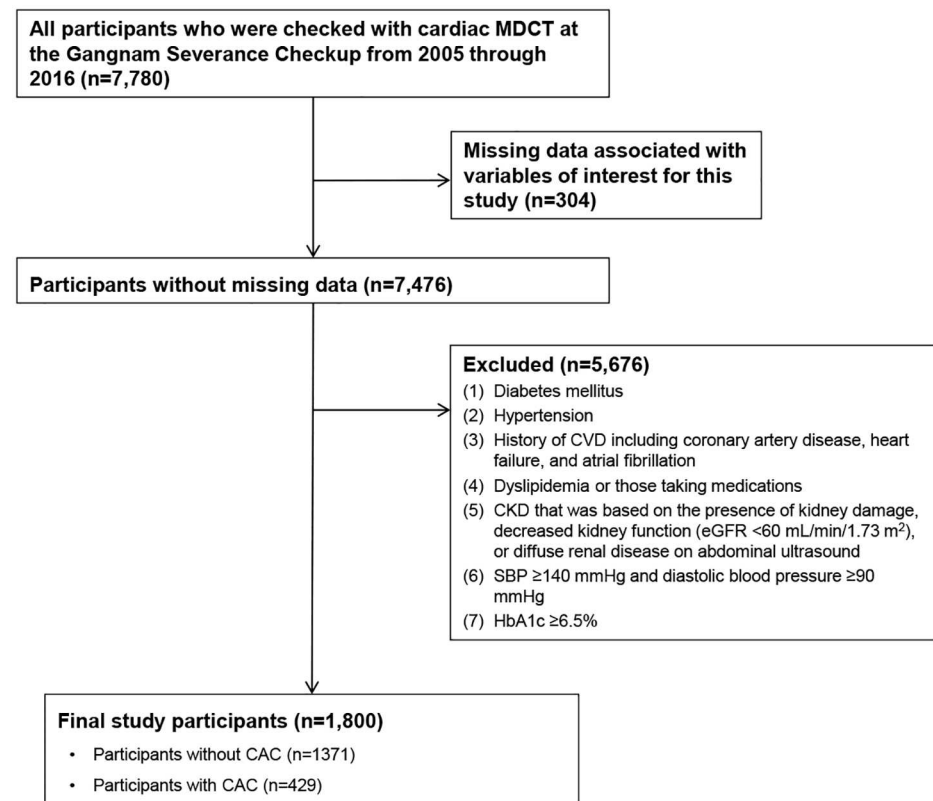 All participants who were checked with cardiac MDCT at
the Gangnam Severance Checkup from 2005 through
2016 (n=7,780)
Missing data associated with
variables of interest for this
study (n=304)
Participants without missing data (n=7,476)
Excluded (n=5,676)
(1) Diabetes mellitus
(2) Hypertension
(3) History of CVD including coronary artery disease, heart
failure, and atrial fibrillation
(4) Dyslipidemia or those taking medications
(5) CKD that was based on the presence of kidney damage,
decreased kidney function (eGFR <60 mL/min/1.73 m²),
or diffuse renal disease on abdominal ultrasound
(6) SBP ≥140 mmHg and diastolic blood pressure ≥90
mmHg
(7) HbA1c ≥6.5%
Final study participants (n=1,800)
• Participants without CAC (n=1371)
• Participants with CAC (n=429)